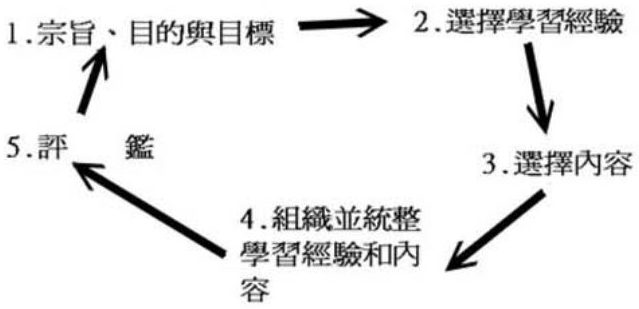 1.宗旨、目的與目標
2.選擇學習經驗
3.選擇內容
4.組織並統整
學習經驗和內
容
5.評 鑑